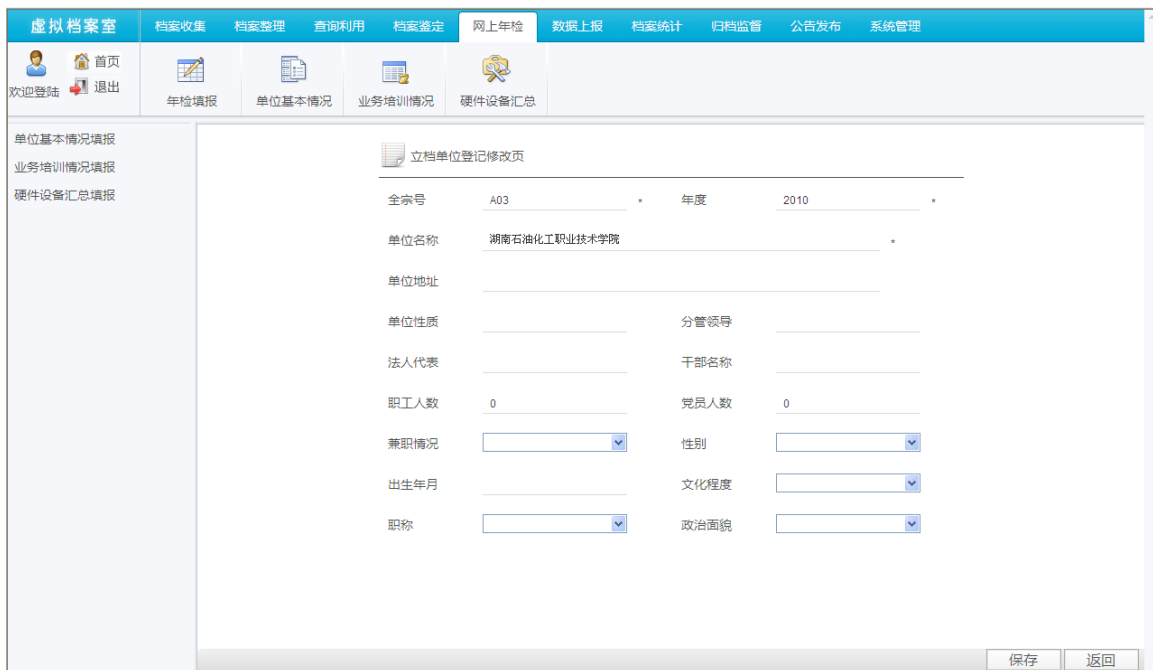 虚拟档案室 档案收集 档案整理 查询利用 档案鉴定 网上年检 数据上报 档案统计 归档监督 公告发布 系统管理
首页
欢迎登陆 退出
年检填报 单位基本情况 业务培训情况 硬件设备汇总
单位基本情况填报
业务培训情况填报
硬件设备汇总填报
立档单位登记修改页
全宗号 A03 * 年度 2010 *
单位名称 湖南石油化工职业技术学院 *
单位地址
单位性质 分管领导
法人代表 干部名称
职工人数 0 党员人数 0
兼职情况 性别
出生年月 文化程度
职称 政治面貌
保存 返回